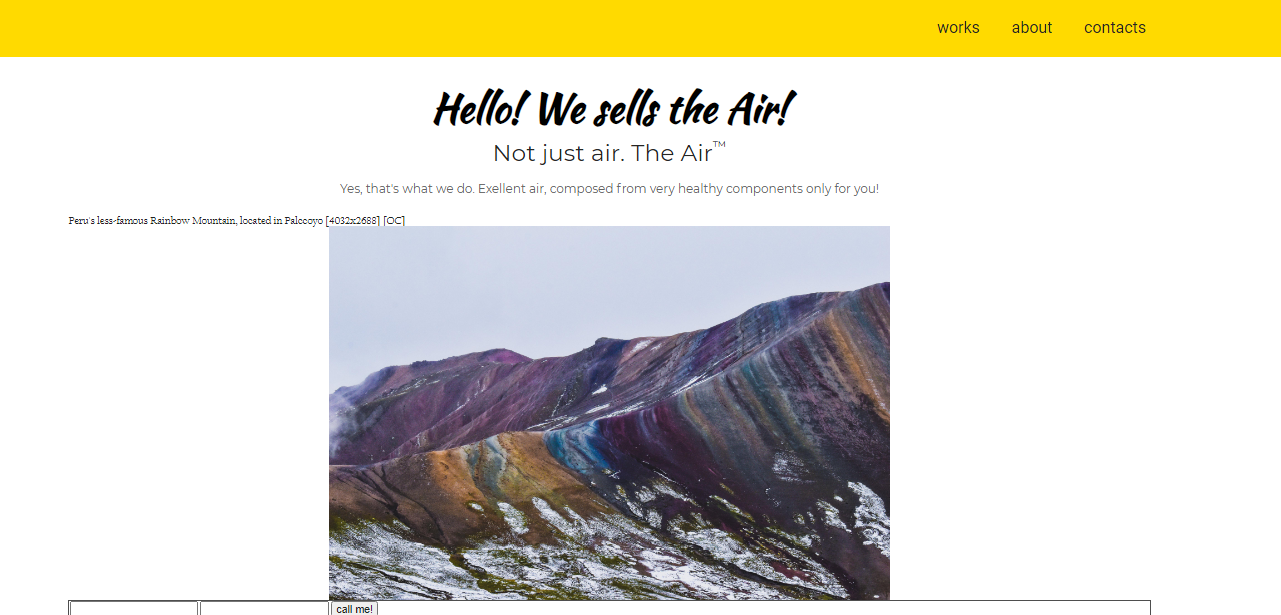 works about contacts
Hello! We sells the Air!
Not just air. The Air™
Yes, that's what we do. Exellent air, composed from very healthy components only for you!
Peru's less-famous Rainbow Mountain, located in Palccoyo [4032x2688] [OC]
call me!